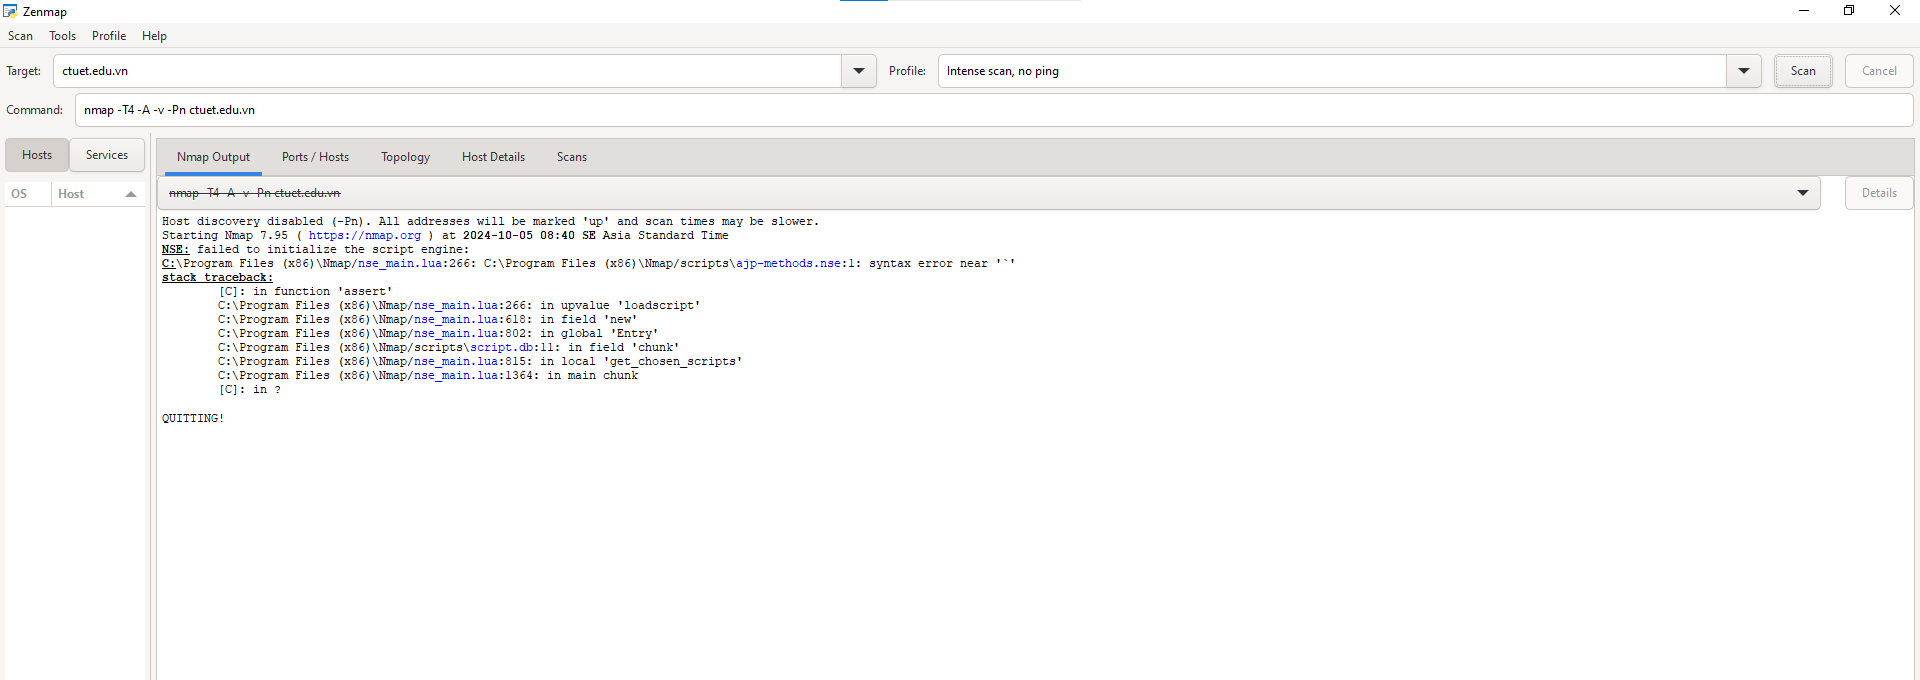 Zenmap
Scan Tools Profile Help
Target: ctuet.edu.vn Profile: Intense scan, no ping Scan Cancel
Command: nmap -T4 -A -v -Pn ctuet.edu.vn
Hosts Services Nmap Output Ports / Hosts Topology Host Details Scans
OS Host nmap -T4 -A -v -Pn ctuet.edu.vn Details
Host discovery disabled (-Pn). All addresses will be marked 'up' and scan times may be slower.
Starting Nmap 7.95 ( https://nmap.org ) at 2024-10-05 08:40 SE Asia Standard Time
NSE: failed to initialize the script engine:
C:\Program Files (x86)\Nmap/nse_main.lua:266: C:\Program Files (x86)\Nmap/scripts\ajp-methods.nse:1: syntax error near '`'
stack traceback:
[C]: in function 'assert'
C:\Program Files (x86)\Nmap/nse_main.lua:266: in upvalue 'loadscript'
C:\Program Files (x86)\Nmap/nse_main.lua:618: in field 'new'
C:\Program Files (x86)\Nmap/nse_main.lua:802: in global 'Entry'
C:\Program Files (x86)\Nmap/scripts\script.db:11: in field 'chunk'
C:\Program Files (x86)\Nmap/nse_main.lua:815: in local 'get_chosen_scripts'
C:\Program Files (x86)\Nmap/nse_main.lua:1364: in main chunk
[C]: in ?
QUITTING!